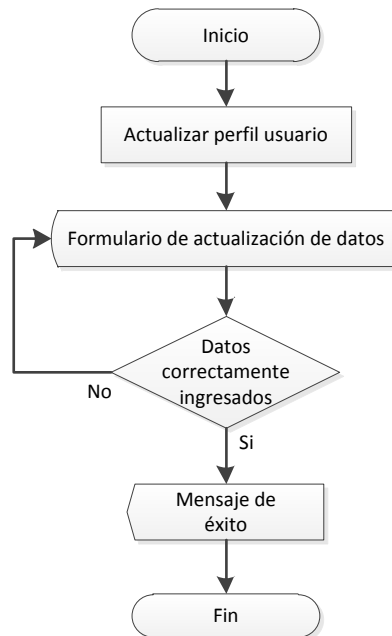 Inicio
Actualizar perfil usuario
Formulario de actualización de datos
Datos
correctamente
ingresados
No
Si
Mensaje de
éxito
Fin